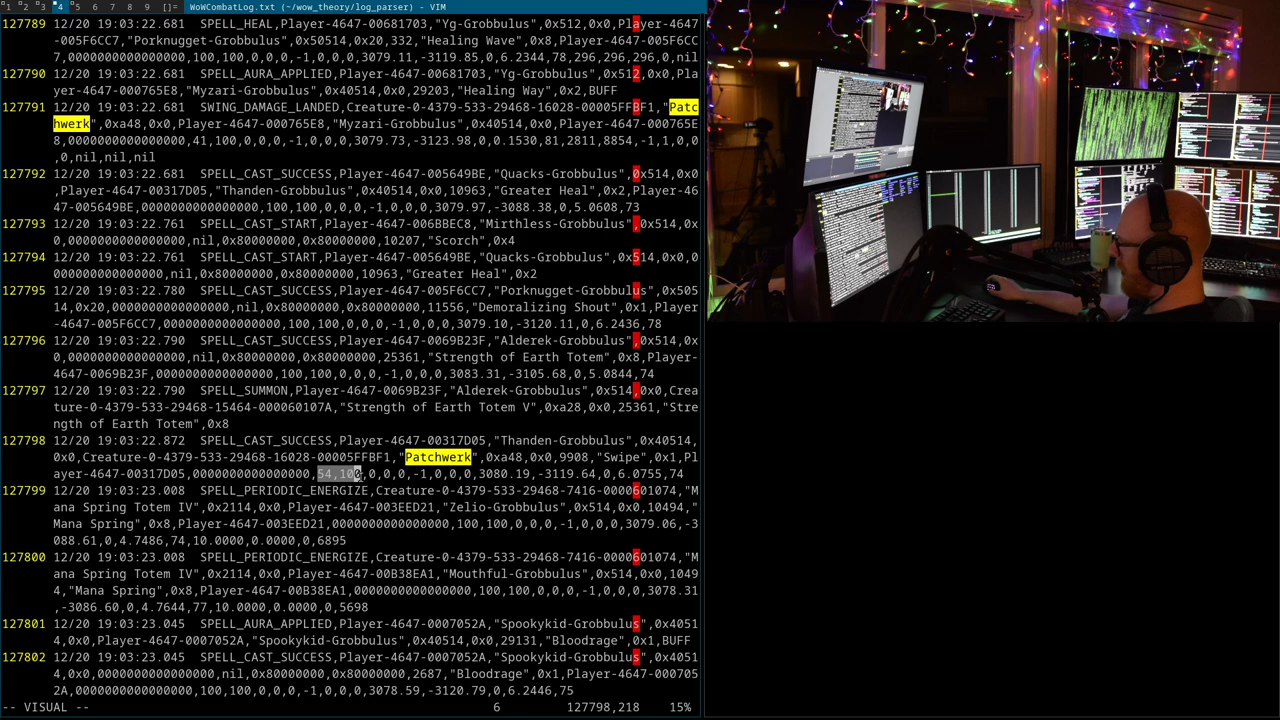 1 2 3 4 5 6 7 8 9 []= WoWCombatLog.txt (~/wow_theory/log_parser) - VIM
127789 12/20 19:03:22.681  SPELL_HEAL,Player-4647-00681703,"Yg-Grobbulus",0x512,0x0,Player-4647
-005F6CC7,"Porknugget-Grobbulus",0x50514,0x20,332,"Healing Wave",0x8,Player-4647-005F6CC
7,0000000000000000,100,100,0,0,0,-1,0,0,0,3079.11,-3119.85,0,6.2344,78,296,296,0,0,nil
127790 12/20 19:03:22.681  SPELL_AURA_APPLIED,Player-4647-00681703,"Yg-Grobbulus",0x512,0x0,Pla
yer-4647-000765E8,"Myzari-Grobbulus",0x40514,0x0,29203,"Healing Way",0x2,BUFF
127791 12/20 19:03:22.681  SWING_DAMAGE_LANDED,Creature-0-4379-533-29468-16028-00005FFBF1,"Patc
hwerk",0xa48,0x0,Player-4647-000765E8,"Myzari-Grobbulus",0x40514,0x0,Player-4647-000765E
8,0000000000000000,41,100,0,0,0,-1,0,0,0,3079.73,-3123.98,0,0.1530,81,2811,8854,-1,1,0,0
,0,nil,nil,nil
127792 12/20 19:03:22.681  SPELL_CAST_SUCCESS,Player-4647-005649BE,"Quacks-Grobbulus",0x514,0x0
,Player-4647-00317D05,"Thanden-Grobbulus",0x40514,0x0,10963,"Greater Heal",0x2,Player-46
47-005649BE,0000000000000000,100,100,0,0,0,-1,0,0,0,3079.97,-3088.38,0,5.0608,73
127793 12/20 19:03:22.761  SPELL_CAST_START,Player-4647-006BBEC8,"Mirthless-Grobbulus",0x514,0x
0,0000000000000000,nil,0x80000000,0x80000000,10207,"Scorch",0x4
127794 12/20 19:03:22.761  SPELL_CAST_START,Player-4647-005649BE,"Quacks-Grobbulus",0x514,0x0,0
000000000000000,nil,0x80000000,0x80000000,10963,"Greater Heal",0x2
127795 12/20 19:03:22.780  SPELL_CAST_SUCCESS,Player-4647-005F6CC7,"Porknugget-Grobbulus",0x505
14,0x20,0000000000000000,nil,0x80000000,0x80000000,11556,"Demoralizing Shout",0x1,Player
-4647-005F6CC7,0000000000000000,100,100,0,0,0,-1,0,0,0,3079.10,-3120.11,0,6.2436,78
127796 12/20 19:03:22.790  SPELL_CAST_SUCCESS,Player-4647-0069B23F,"Alderek-Grobbulus",0x514,0x
0,0000000000000000,nil,0x80000000,0x80000000,25361,"Strength of Earth Totem",0x8,Player-
4647-0069B23F,0000000000000000,100,100,0,0,0,-1,0,0,0,3083.31,-3105.68,0,5.0844,74
127797 12/20 19:03:22.790  SPELL_SUMMON,Player-4647-0069B23F,"Alderek-Grobbulus",0x514,0x0,Crea
ture-0-4379-533-29468-15464-000060107A,"Strength of Earth Totem V",0xa28,0x0,25361,"Stre
ngth of Earth Totem",0x8
127798 12/20 19:03:22.872  SPELL_CAST_SUCCESS,Player-4647-00317D05,"Thanden-Grobbulus",0x40514,
0x0,Creature-0-4379-533-29468-16028-00005FFBF1,"Patchwerk",0xa48,0x0,9908,"Swipe",0x1,Pl
ayer-4647-00317D05,0000000000000000,54,100,0,0,0,-1,0,0,0,3080.19,-3119.64,0,6.0755,74
127799 12/20 19:03:23.008  SPELL_PERIODIC_ENERGIZE,Creature-0-4379-533-29468-7416-0000601074,"M
ana Spring Totem IV",0x2114,0x0,Player-4647-003EED21,"Zelio-Grobbulus",0x514,0x0,10494,"
Mana Spring",0x8,Player-4647-003EED21,0000000000000000,100,100,0,0,0,-1,0,0,0,3079.06,-3
088.61,0,4.7486,74,10.0000,0.0000,0,6895
127800 12/20 19:03:23.008  SPELL_PERIODIC_ENERGIZE,Creature-0-4379-533-29468-7416-0000601074,"M
ana Spring Totem IV",0x2114,0x0,Player-4647-00B38EA1,"Mouthful-Grobbulus",0x514,0x0,1049
4,"Mana Spring",0x8,Player-4647-00B38EA1,0000000000000000,100,100,0,0,0,-1,0,0,0,3078.31
,-3086.60,0,4.7644,77,10.0000,0.0000,0,5698
127801 12/20 19:03:23.045  SPELL_AURA_APPLIED,Player-4647-0007052A,"Spookykid-Grobbulus",0x4051
4,0x0,Player-4647-0007052A,"Spookykid-Grobbulus",0x40514,0x0,29131,"Bloodrage",0x1,BUFF
127802 12/20 19:03:23.045  SPELL_CAST_SUCCESS,Player-4647-0007052A,"Spookykid-Grobbulus",0x4051
4,0x0,0000000000000000,nil,0x80000000,0x80000000,2687,"Bloodrage",0x1,Player-4647-000705
2A,0000000000000000,100,100,0,0,0,-1,0,0,0,3078.59,-3120.79,0,6.2446,75
-- VISUAL -- 6 127798,218 15%